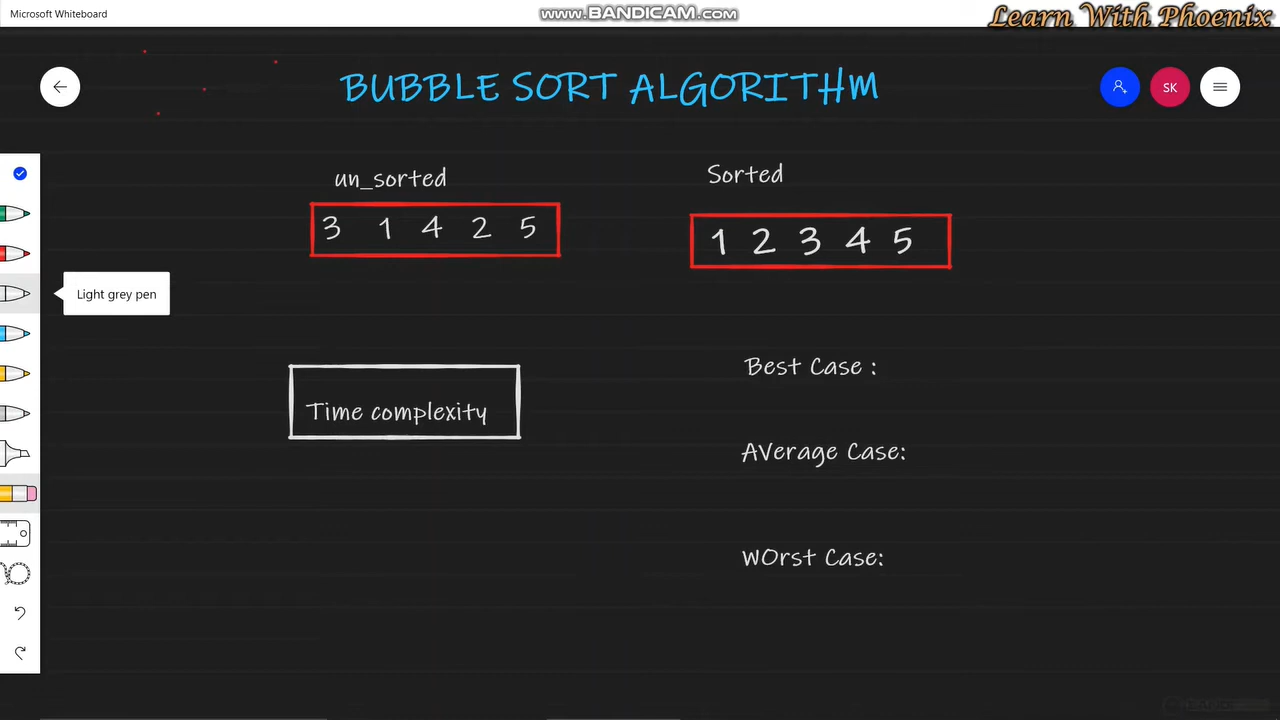 Microsoft Whiteboard
www.BANDICAM.com
Learn With Phoenix
BUBBLE SORT ALGORITHM
SK
un_sorted
Sorted
3 1 4 2 5
1 2 3 4 5
Light grey pen
Best Case :
Time complexity
AVerage Case:
WOrst Case: